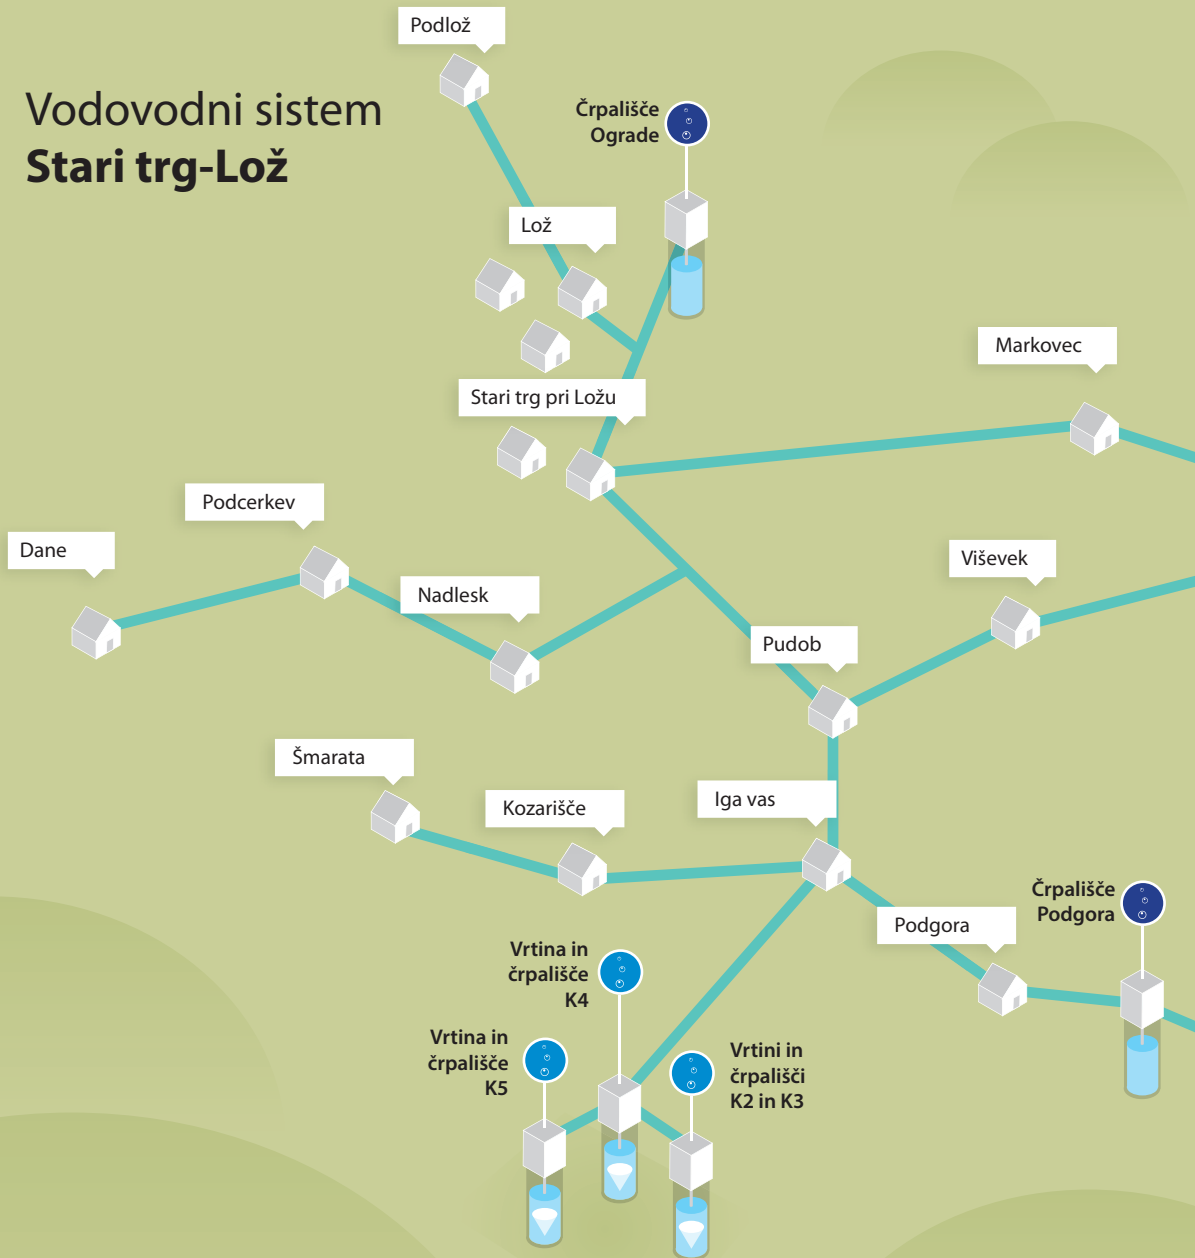 Podlož
Vodovodni sistem
Stari trg-Lož
Črpališče
Ograde
Lož
Markovec
Stari trg pri Ložu
Podcerkev
Dane
Viševek
Nadlesk
Pudob
Šmarata
Iga vas
Kozarišče
Črpališče
Podgora
Podgora
Vrtina in
črpališče
K4
Vrtina in
črpališče
K5
Vrtini in
črpališči
K2 in K3